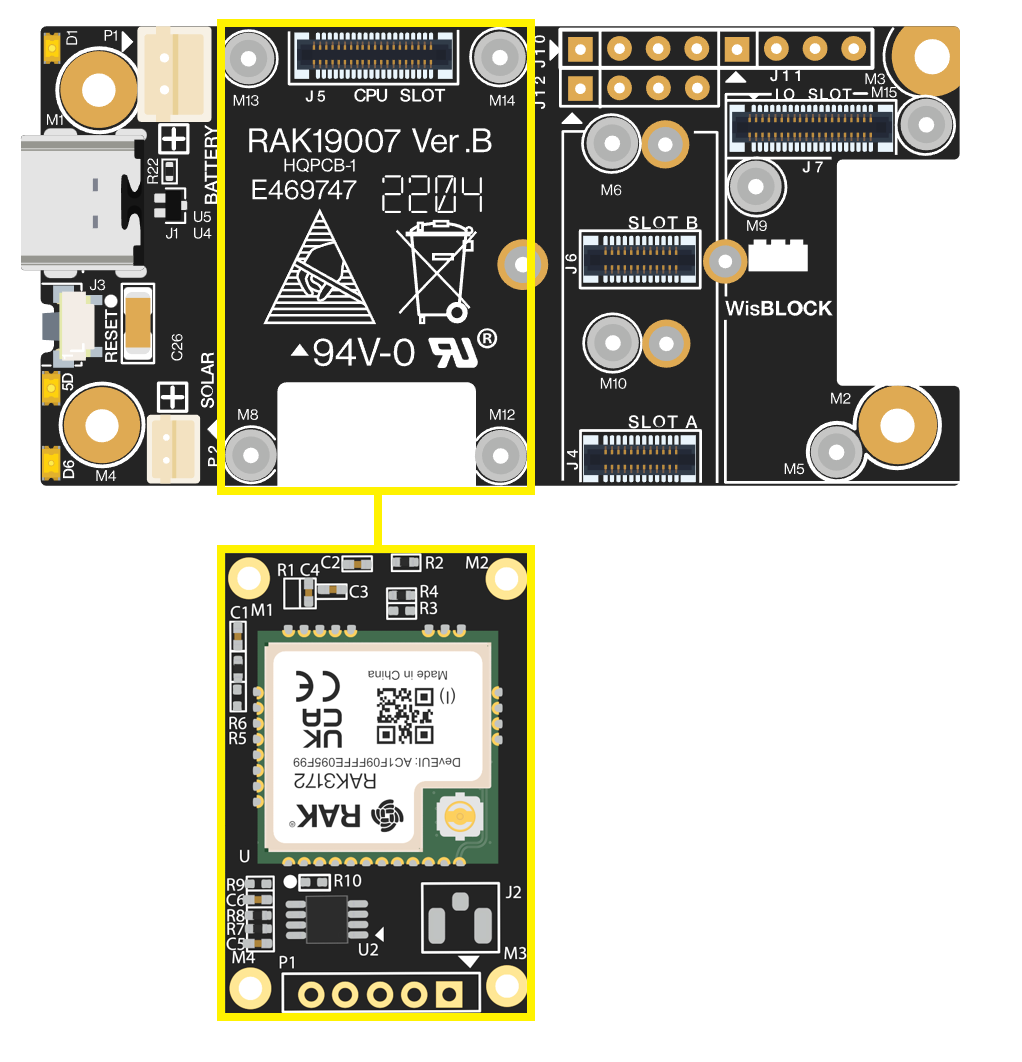 D1
P1
M1
BATTERY
R22
J1
U5
U4
J3
RESET
C26
5D
SOLAR
P2
D6
M4
M13
J5
CPU SLOT
M14
RAK19007 Ver.B
HQPCB-1
E469747
2204
94V-0
®
M8
M12
J10
J12
J11
M3
IO SLOT
M15
J7
M6
M9
SLOT B
J6
WisBLOCK
M10
SLOT A
J4
M2
M5
C2
R2
M2
R1
C4
C3
R4
R3
C1
M1
R6
R5
Made in China
(I)
CE
UK
CA
DevEUI: AC1F09FFFE095F99
RAK3172
RAK®
U
R9
C6
R8
R7
C5
M4
R10
U2
J2
M3
P1